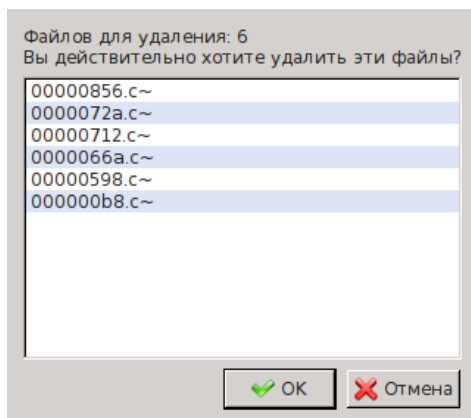 Файлов для удаления: 6
Вы действительно хотите удалить эти файлы?
00000856.c~
0000072a.c~
00000712.c~
0000066a.c~
00000598.c~
000000b8.c~
OK
Отмена